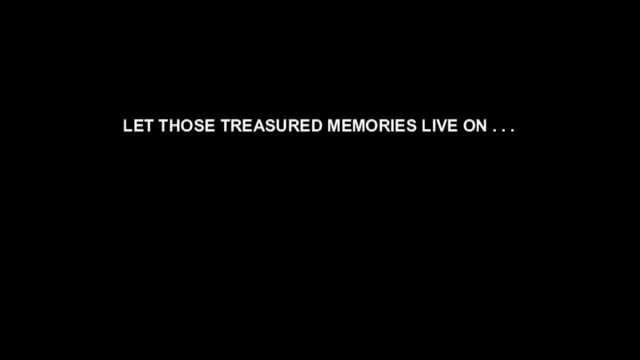 LET THOSE TREASURED MEMORIES LIVE ON . . .